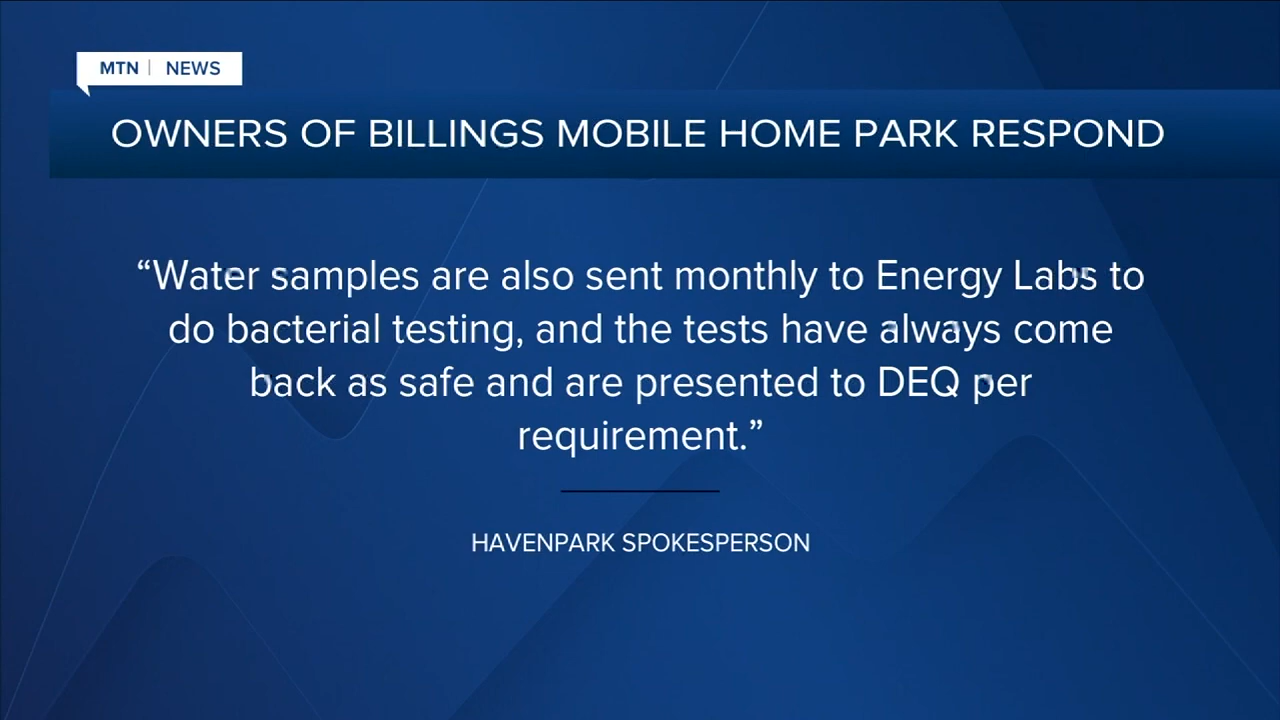 MTN | NEWS
OWNERS OF BILLINGS MOBILE HOME PARK RESPOND
“Water samples are also sent monthly to Energy Labs to
do bacterial testing, and the tests have always come
back as safe and are presented to DEQ per
requirement.”
HAVENPARK SPOKESPERSON